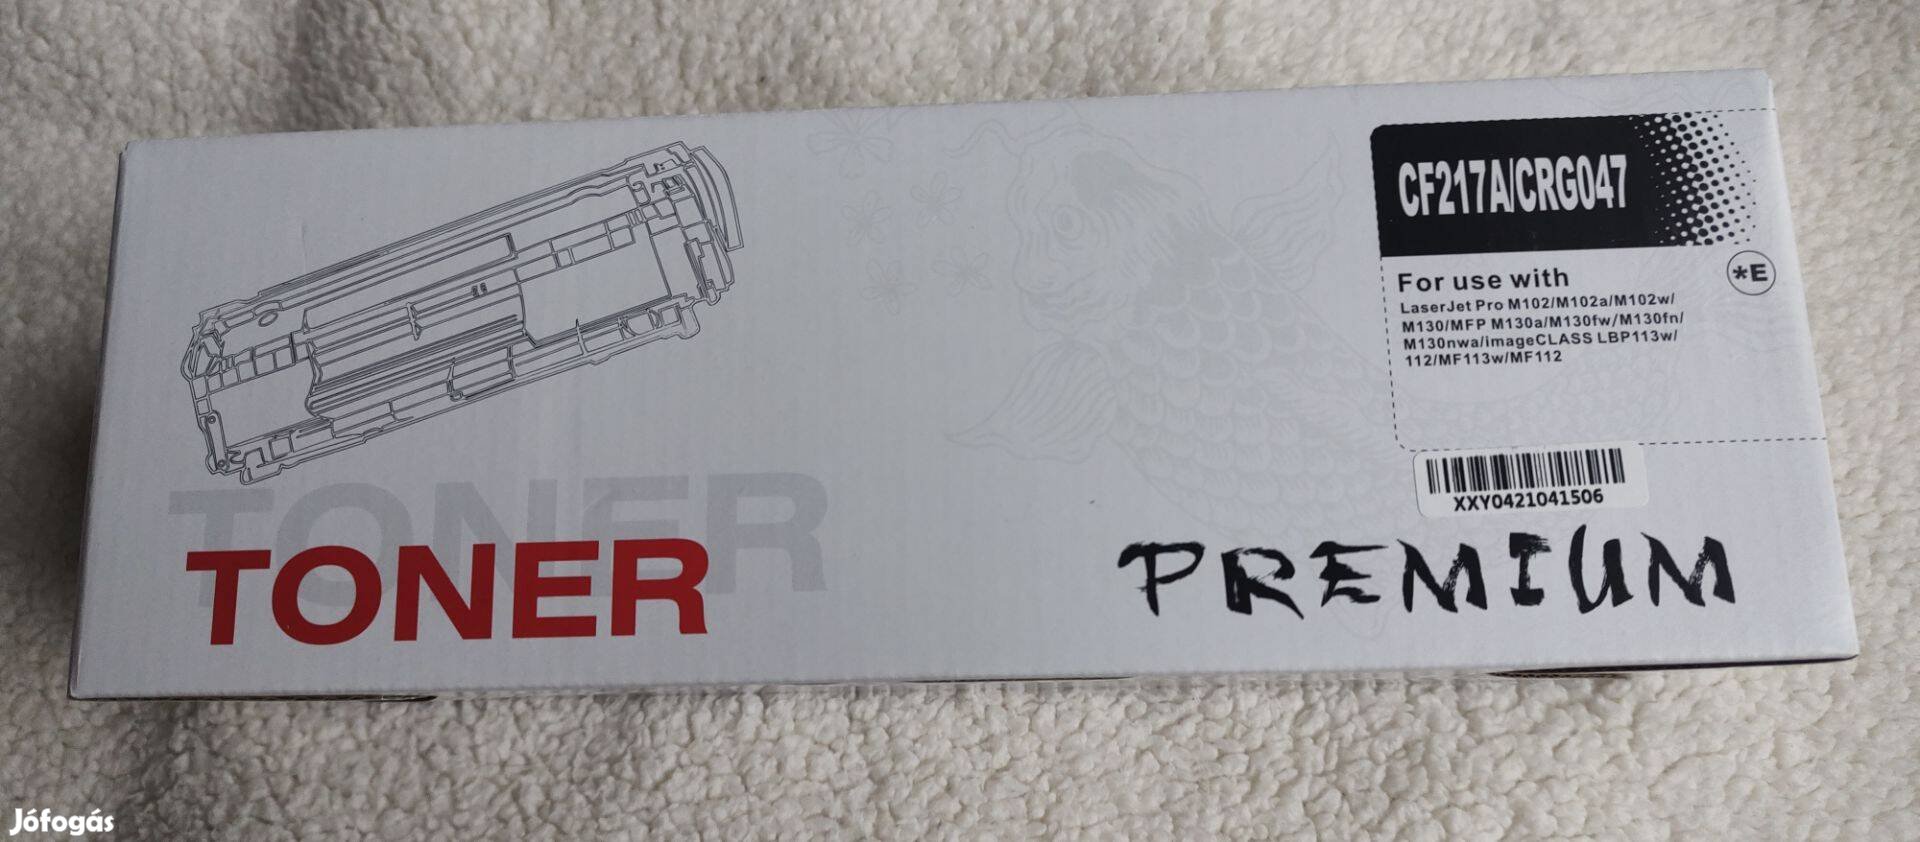 CF217A/CRG047
For use with
LaserJet Pro M102/M102a/M102w/
M130/MFP M130a/M130fw/M130fn/
M130nwa/imageCLASS LBP113w/
112/MF113w/MF112
*E
XXY0421041506
TONER
TONER
PREMIUM
Jófogás